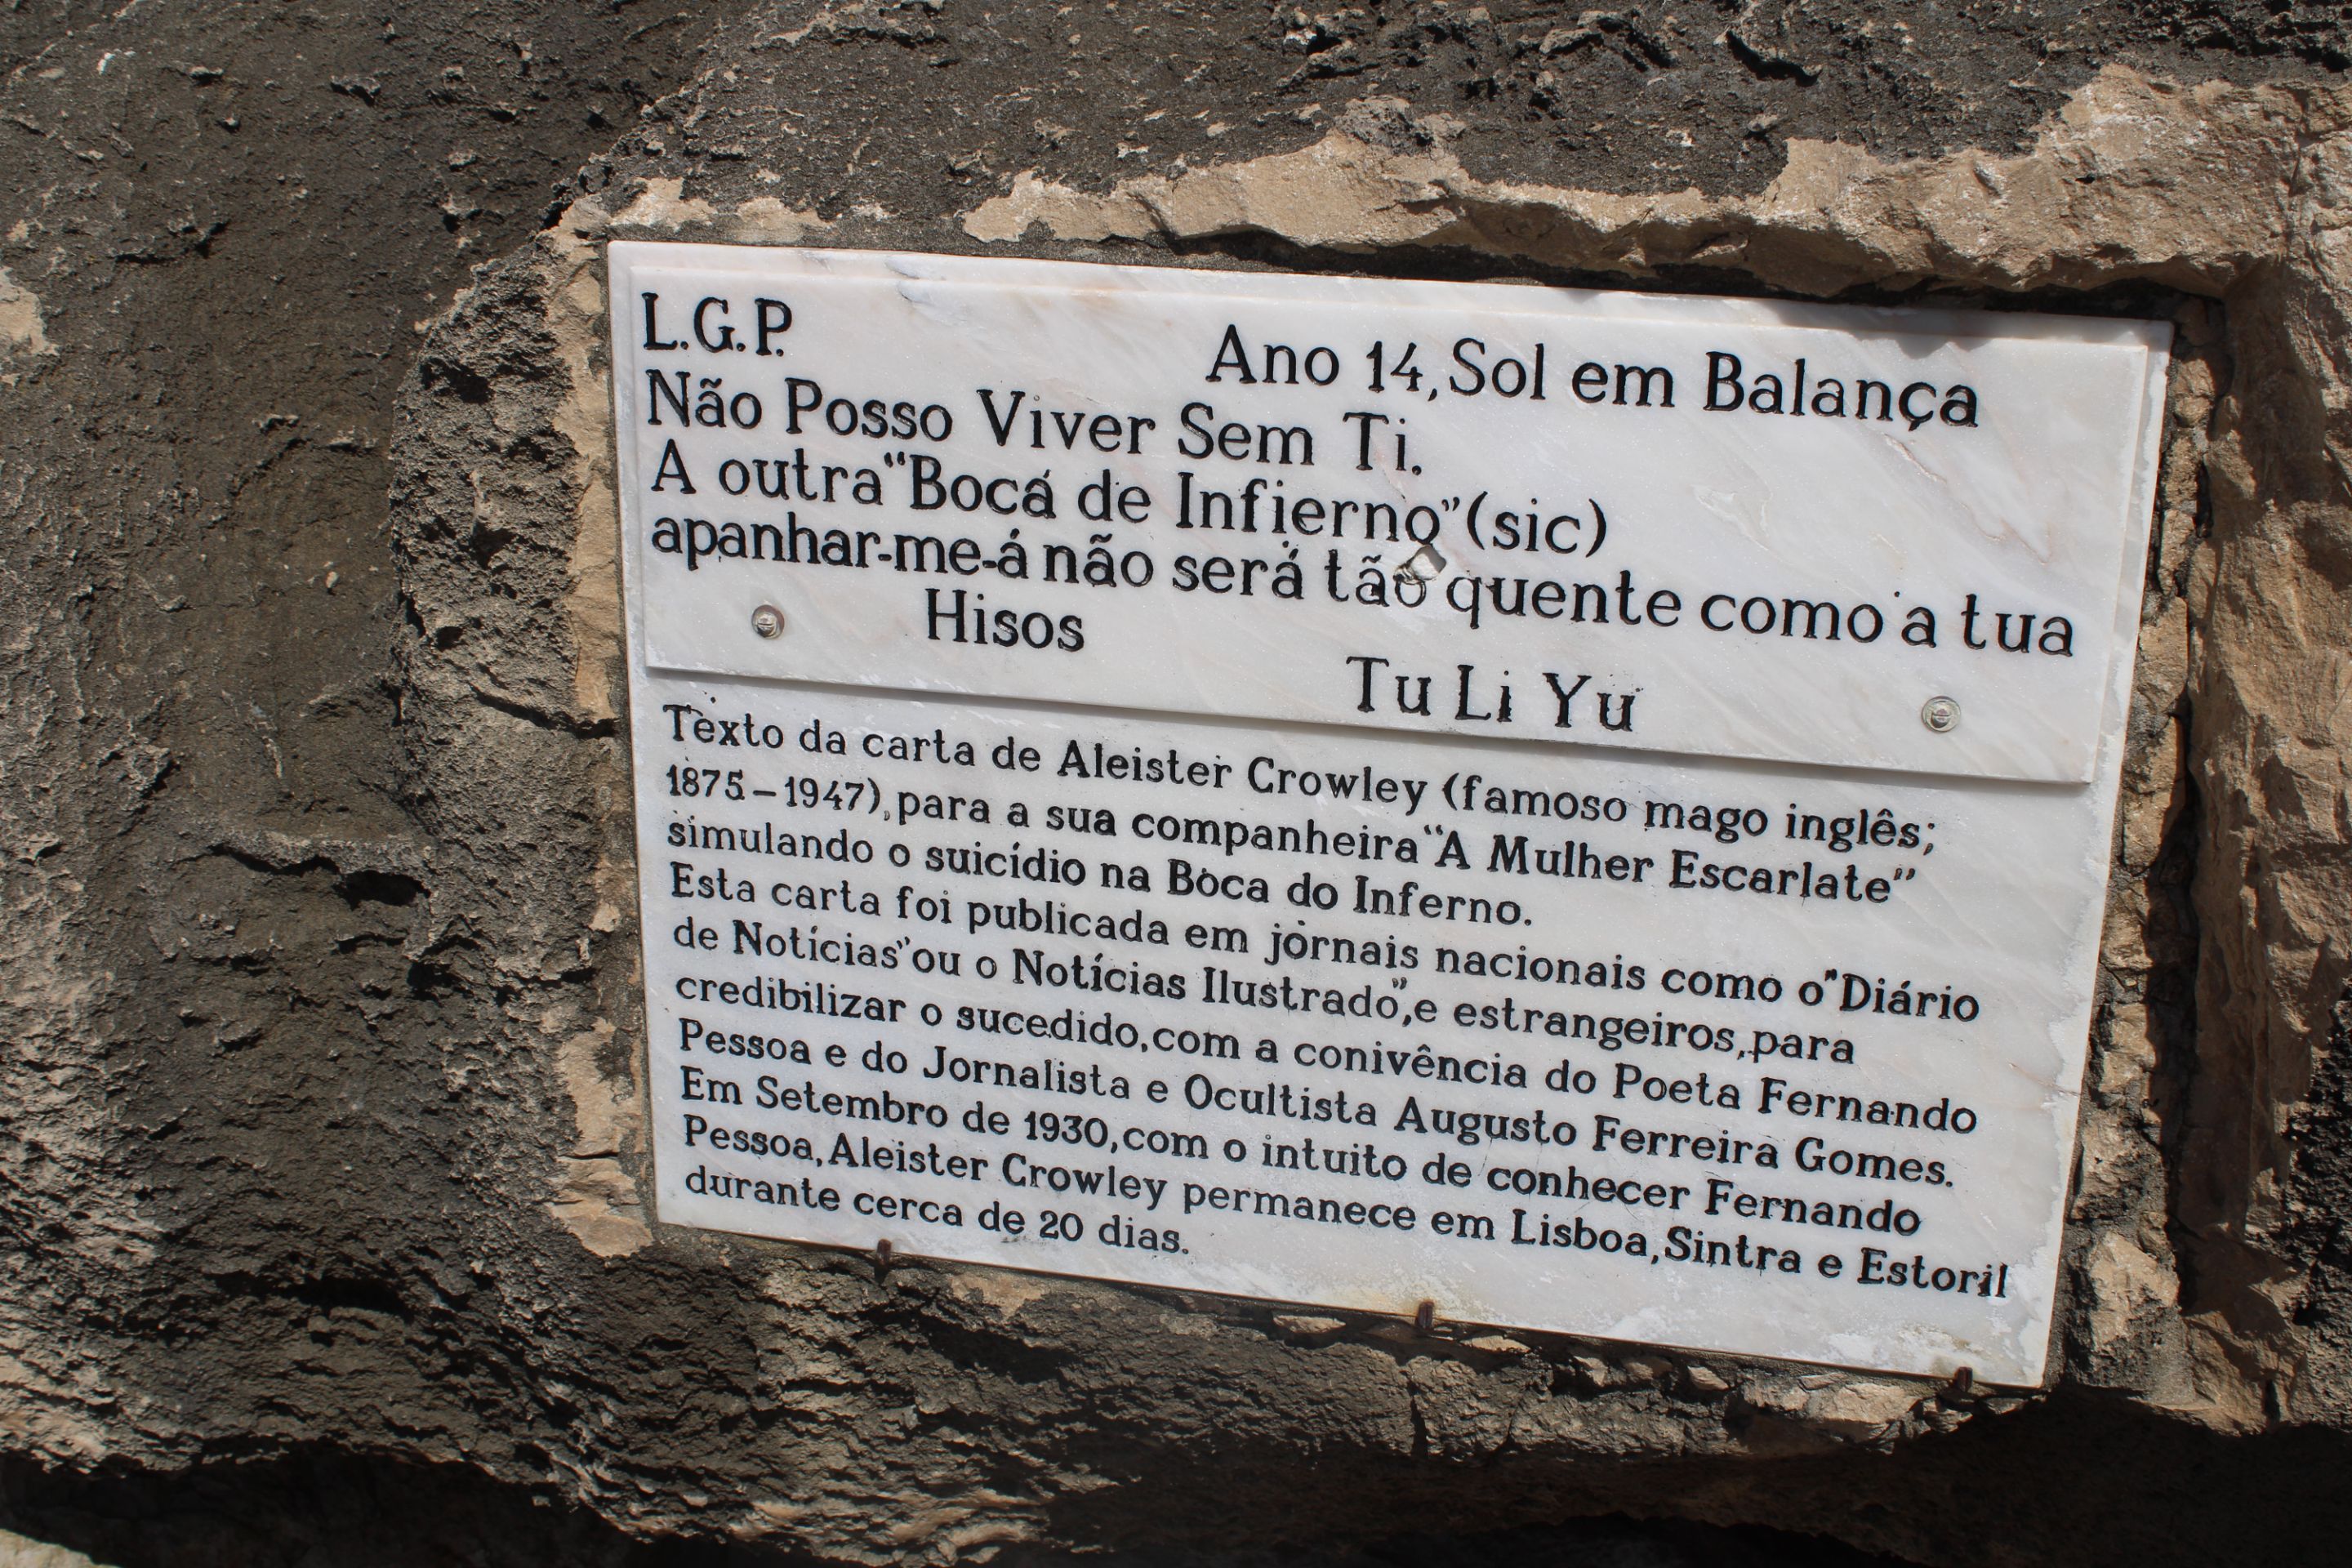 L.G.P.
Ano 14, Sol em Balança
Não Posso Viver Sem Ti.
A outra "Bocá de Infierno" (sic)
apanhar-me-á não será tão quente como a tua
Hisos
Tu Li Yu
Texto da carta de Aleister Crowley (famoso mago inglês;
1875-1947), para a sua companheira "A Mulher Escarlate"
simulando o suicídio na Boca do Inferno.
Esta carta foi publicada em jornais nacionais como o "Diário
de Notícias" ou o Notícias Ilustrado", e estrangeiros, para
credibilizar o sucedido, com a conivência do Poeta Fernando
Pessoa e do Jornalista e Ocultista Augusto Ferreira Gomes.
Em Setembro de 1930, com o intuito de conhecer Fernando
Pessoa, Aleister Crowley permanece em Lisboa, Sintra e Estoril
durante cerca de 20 dias.